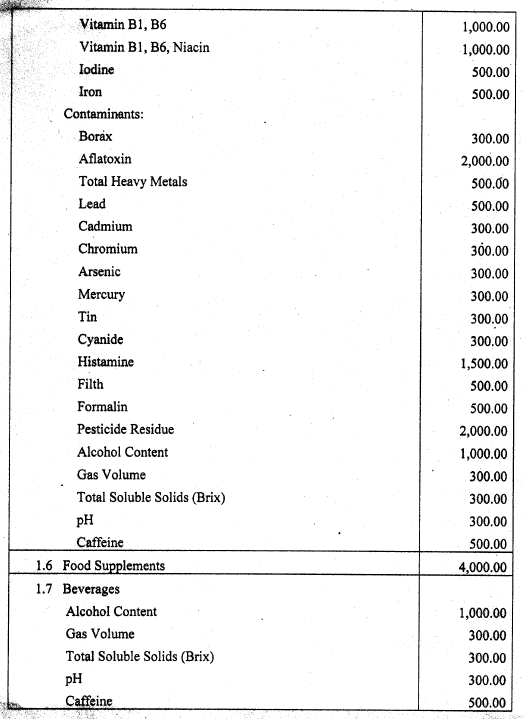 Vitamin B1, B6 1,000.00
Vitamin B1, B6, Niacin 1,000.00
Iodine 500.00
Iron 500.00
Contaminants:
Borax 300.00
Aflatoxin 2,000.00
Total Heavy Metals 500.00
Lead 500.00
Cadmium 300.00
Chromium 300.00
Arsenic 300.00
Mercury 300.00
Tin 300.00
Cyanide 300.00
Histamine 1,500.00
Filth 500.00
Formalin 500.00
Pesticide Residue 2,000.00
Alcohol Content 1,000.00
Gas Volume 300.00
Total Soluble Solids (Brix) 300.00
pH 300.00
Caffeine 500.00
1.6 Food Supplements 4,000.00
1.7 Beverages
Alcohol Content 1,000.00
Gas Volume 300.00
Total Soluble Solids (Brix) 300.00
pH 300.00
Caffeine 500.00